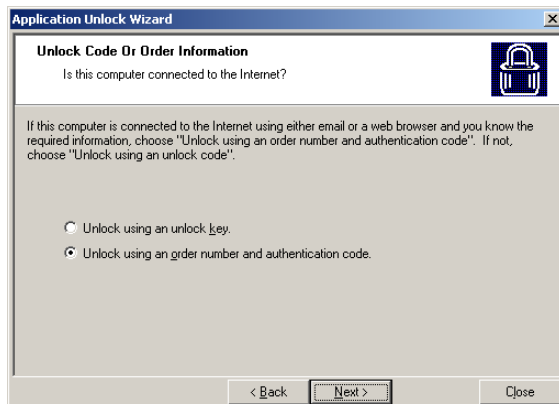 Application Unlock Wizard
Unlock Code Or Order Information
Is this computer connected to the Internet?
If this computer is connected to the Internet using either email or a web browser and you know the
required information, choose "Unlock using an order number and authentication code". If not,
choose "Unlock using an unlock code".
Unlock using an unlock key.
Unlock using an order number and authentication code.
< Back Next > Close